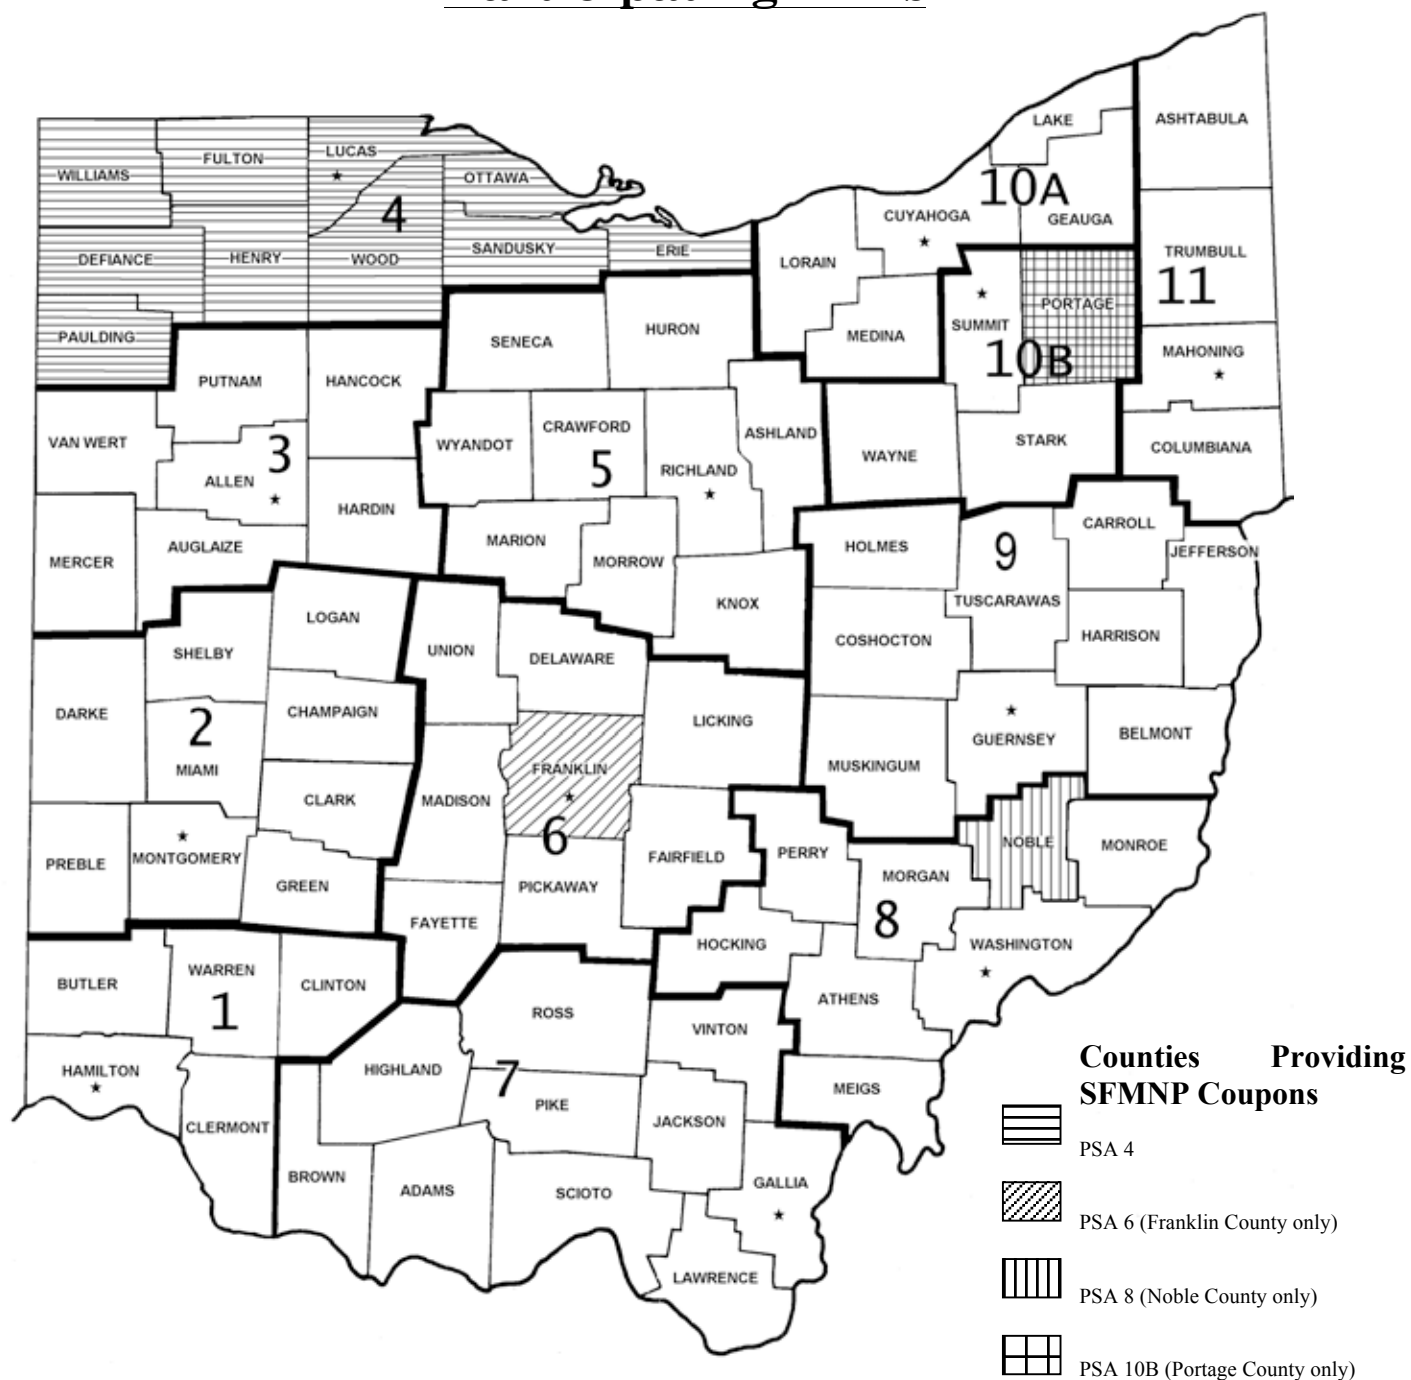 LAKE
ASHTABULA
FULTON
LUCAS
WILLIAMS
OTTAWA
10A
4
CUYAHOGA
GEAUGA
DEFIANCE
HENRY
WOOD
SANDUSKY
ERIE
LORAIN
TRUMBULL
11
PORTAGE
SUMMIT
PAULDING
SENECA
HURON
MEDINA
10B
MAHONING
PUTNAM
HANCOCK
VAN WERT
WYANDOT
CRAWFORD
ASHLAND
STARK
COLUMBIANA
3
5
WAYNE
ALLEN
RICHLAND
HARDIN
CARROLL
AUGLAIZE
MARION
HOLMES
9
JEFFERSON
MERCER
MORROW
KNOX
TUSCARAWAS
LOGAN
COSHOCTON
HARRISON
SHELBY
UNION
DELAWARE
DARKE
CHAMPAIGN
LICKING
2
GUERNSEY
BELMONT
MIAMI
FRANKLIN
MUSKINGUM
CLARK
MADISON
6
PREBLE
MONTGOMERY
FAIRFIELD
PERRY
NOBLE
MONROE
GREEN
PICKAWAY
MORGAN
FAYETTE
8
HOCKING
WASHINGTON
BUTLER
WARREN
CLINTON
1
ROSS
ATHENS
VINTON
HAMILTON
HIGHLAND
7
PIKE
MEIGS
CLERMONT
JACKSON
BROWN
ADAMS
SCIOTO
GALLIA
LAWRENCE
Counties Providing
SFMNP Coupons
PSA 4
PSA 6 (Franklin County only)
PSA 8 (Noble County only)
PSA 10B (Portage County only)